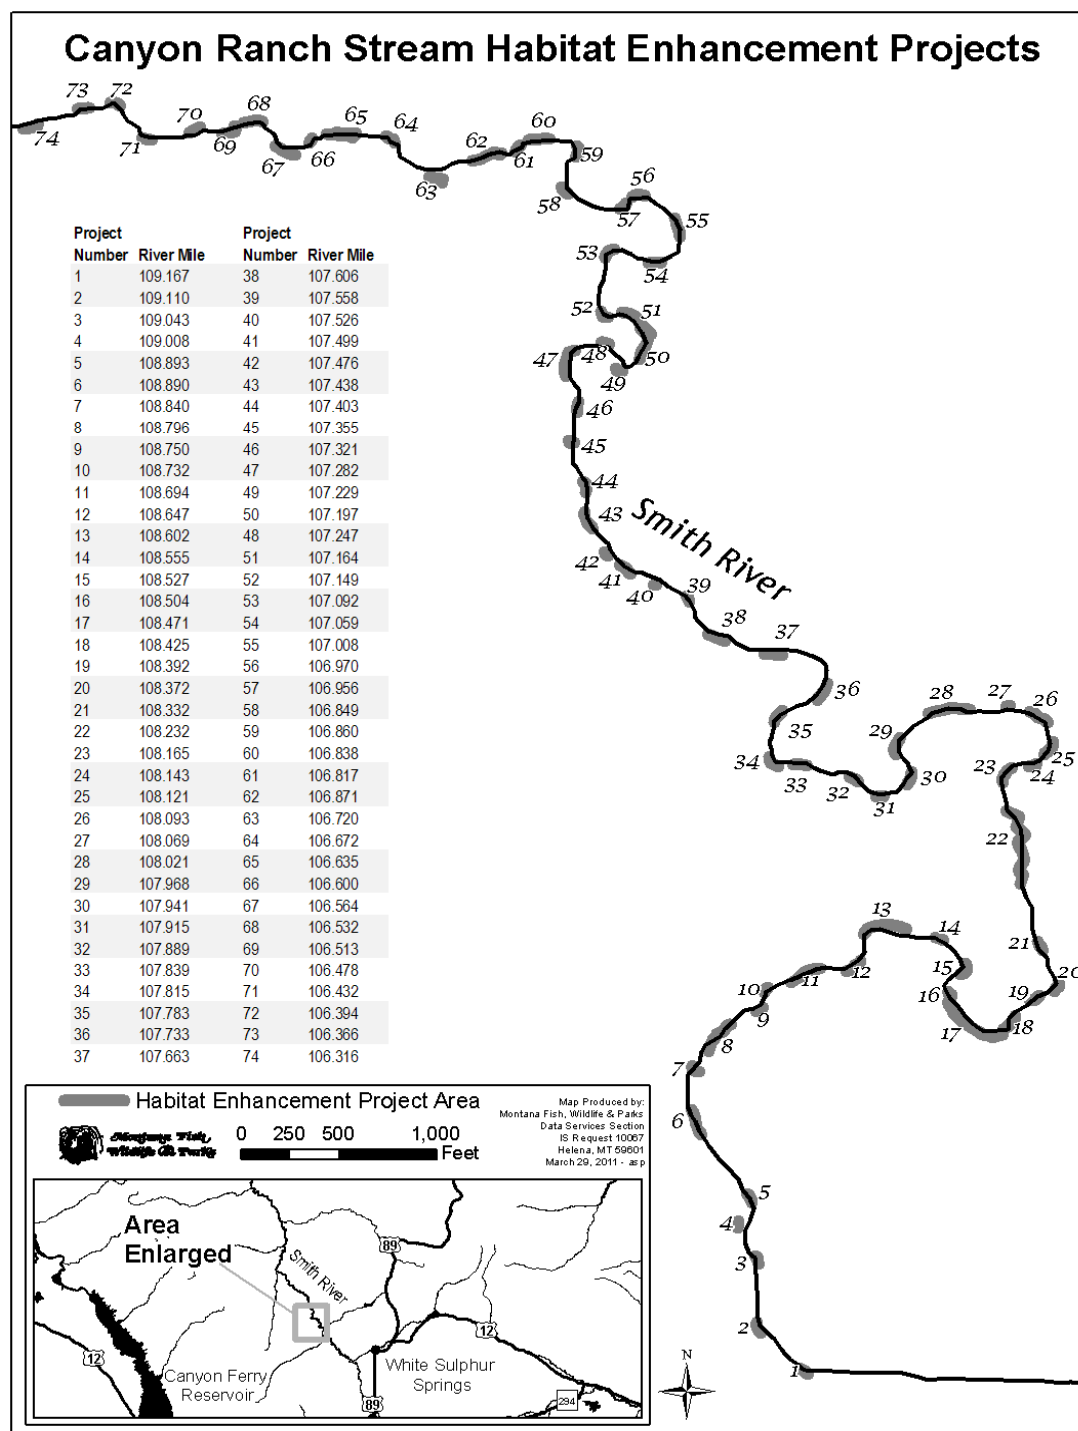 Canyon Ranch Stream Habitat Enhancement Projects
72
73
74
71
70
69
68
67
66
65
64
63
62
61
60
59
58
57
56
55
54
53
52
51
50
49
48
47
46
45
44
43
42
41
40
39
38
37
36
35
34
33
32
31
30
29
28
27
26
25
24
23
22
21
20
19
18
17
16
15
14
13
12
11
10
9
8
7
6
5
4
3
2
1
Smith River
Project Project
Number River Mile Number River Mile
1 109.167 38 107.606
2 109.110 39 107.558
3 109.043 40 107.526
4 109.008 41 107.499
5 108.893 42 107.476
6 108.890 43 107.438
7 108.840 44 107.403
8 108.796 45 107.355
9 108.750 46 107.321
10 108.732 47 107.282
11 108.694 49 107.229
12 108.647 50 107.197
13 108.602 48 107.247
14 108.555 51 107.164
15 108.527 52 107.149
16 108.504 53 107.092
17 108.471 54 107.059
18 108.425 55 107.008
19 108.392 56 106.970
20 108.372 57 106.956
21 108.332 58 106.849
22 108.232 59 106.860
23 108.165 60 106.838
24 108.143 61 106.817
25 108.121 62 106.871
26 108.093 63 106.720
27 108.069 64 106.672
28 108.021 65 106.635
29 107.968 66 106.600
30 107.941 67 106.564
31 107.915 68 106.532
32 107.889 69 106.513
33 107.839 70 106.478
34 107.815 71 106.432
35 107.783 72 106.394
36 107.733 73 106.366
37 107.663 74 106.316
Habitat Enhancement Project Area
Montana Fish,
Wildlife & Parks
0 250 500 1,000
Feet
Map Produced by:
Montana Fish, Wildlife & Parks
Data Services Section
IS Request 10067
Helena, MT 59601
March 29, 2011 - asp
Area
Enlarged
Smith River
89
12
12
White Sulphur
Springs
Canyon Ferry
Reservoir
89
294
N